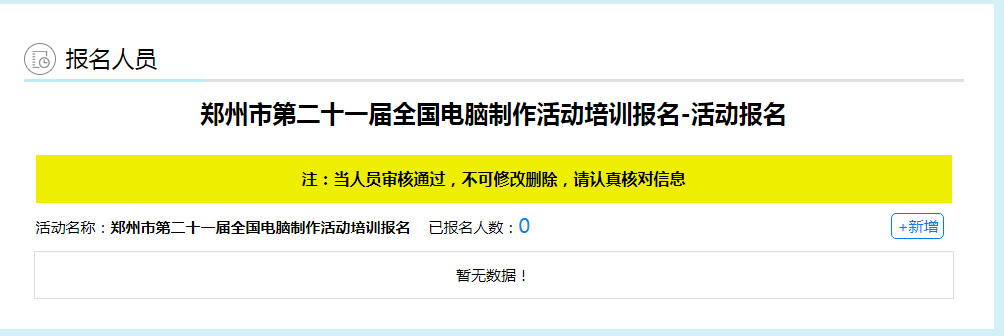 报名人员
郑州市第二十一届全国电脑制作活动培训报名-活动报名
注：当人员审核通过，不可修改删除，请认真核对信息
活动名称：郑州市第二十一届全国电脑制作活动培训报名 已报名人数：0 +新增
暂无数据！